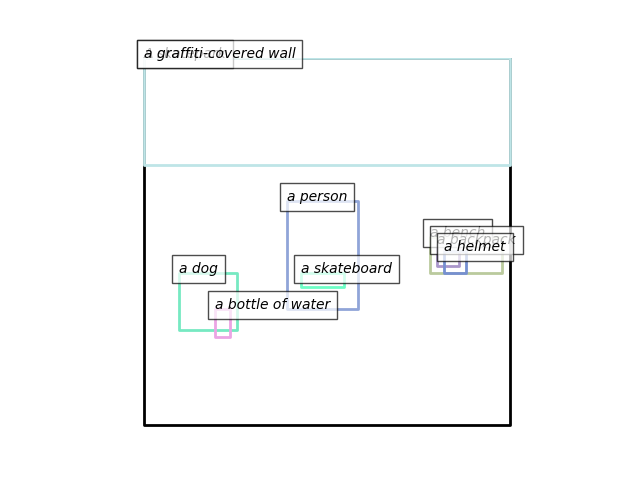 a graffiti-covered wall
a person
a bench
a backpack
a helmet
a dog
a skateboard
a bottle of water